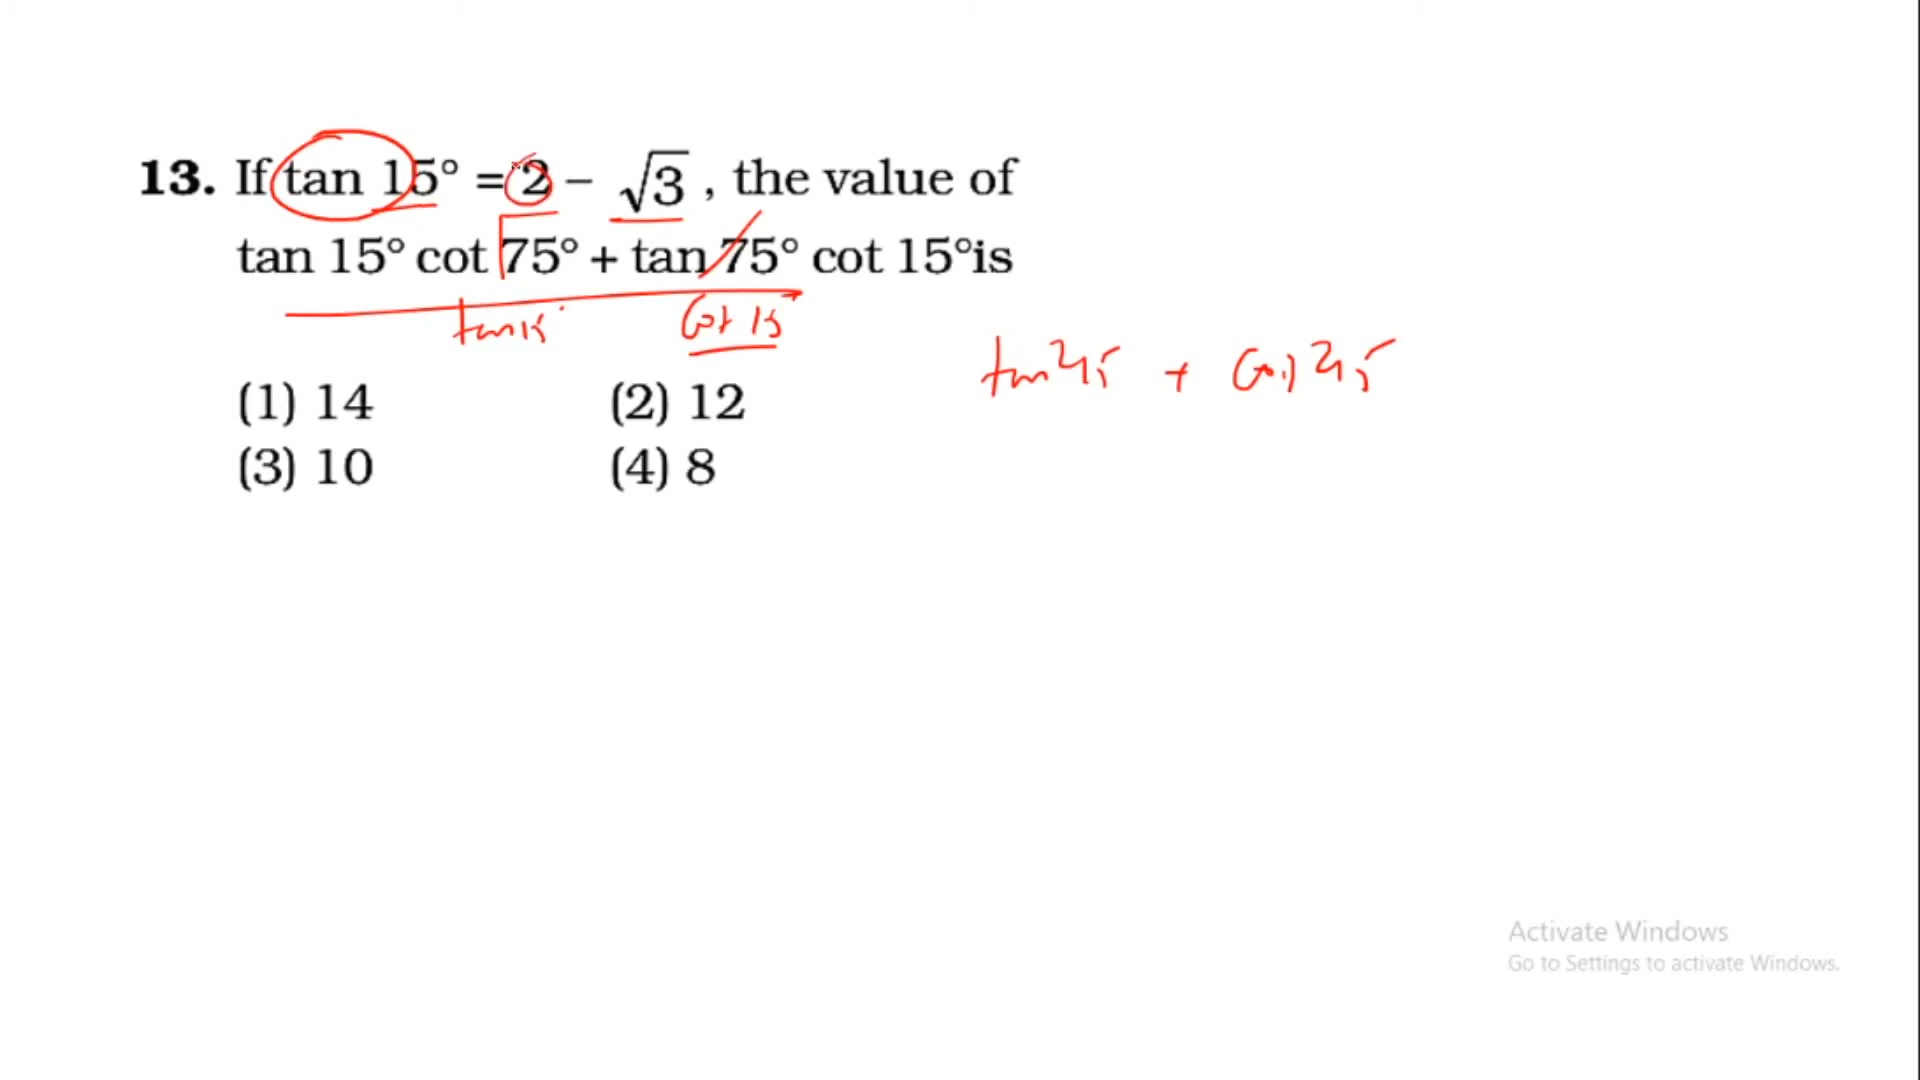 13. If tan 15° = 2 – √3 , the value of
tan 15° cot 75° + tan 75° cot 15°is
tan15 Cot 15
tan²15 + Cot²15
(1) 14 (2) 12
(3) 10 (4) 8
Activate Windows
Go to Settings to activate Windows.